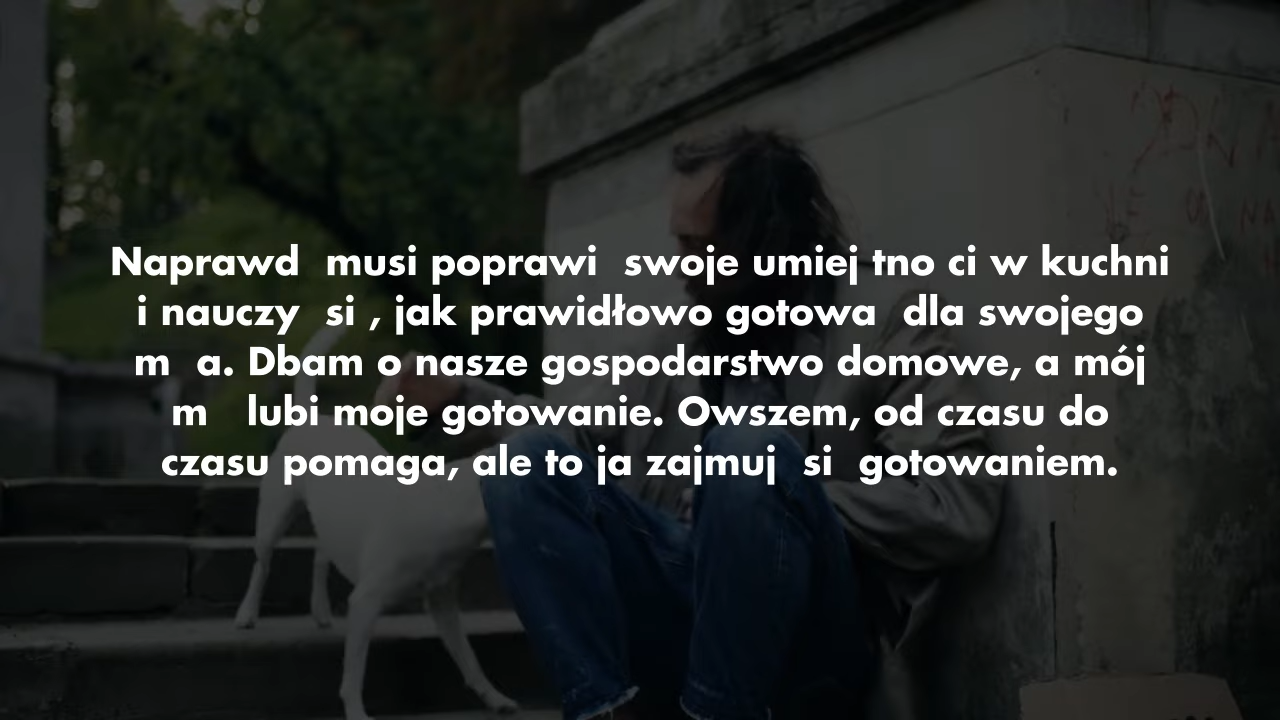 Naprawd musi poprawi swoje umiej tno ci w kuchni
i nauczy si , jak prawidłowo gotowa dla swojego
m a. Dbam o nasze gospodarstwo domowe, a mój
m lubi moje gotowanie. Owszem, od czasu do
czasu pomaga, ale to ja zajmuj si gotowaniem.